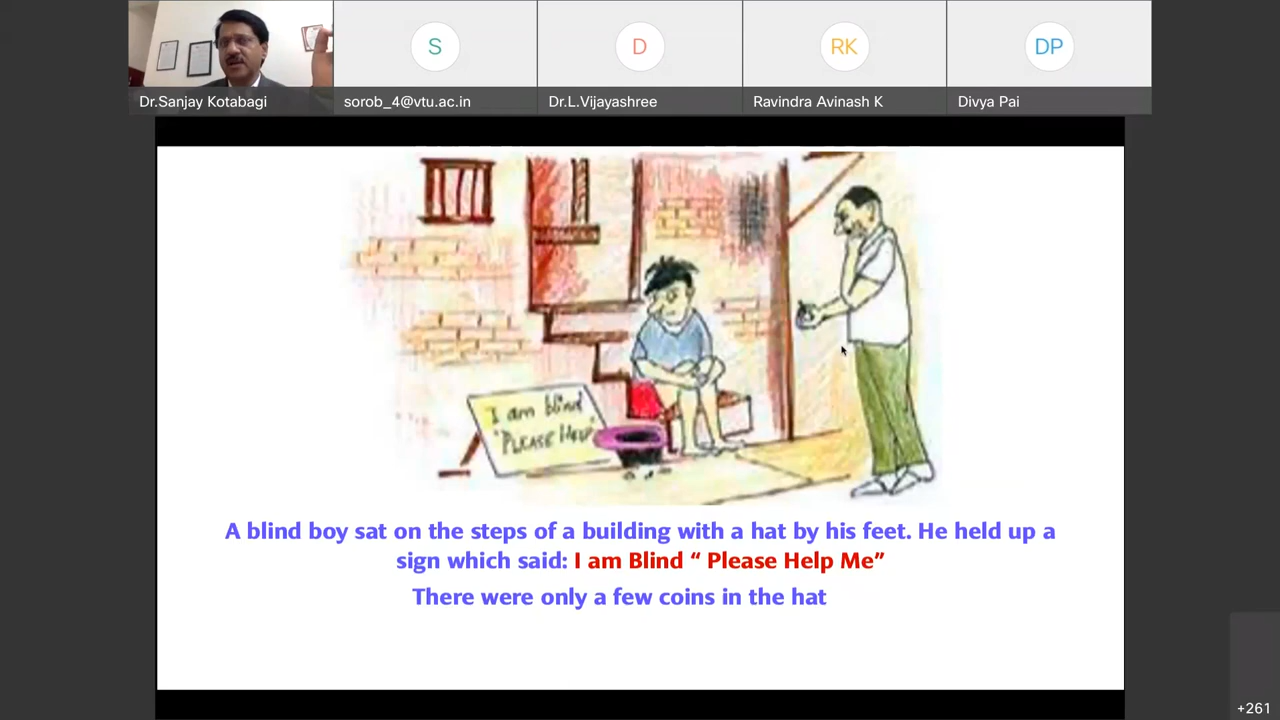 S
D
RK
DP
Dr.Sanjay Kotabagi
sorob_4@vtu.ac.in
Dr.L.Vijayashree
Ravindra Avinash K
Divya Pai
I am blind
"PLEASE HELP"
A blind boy sat on the steps of a building with a hat by his feet. He held up a
sign which said: I am Blind “ Please Help Me”
There were only a few coins in the hat
+261